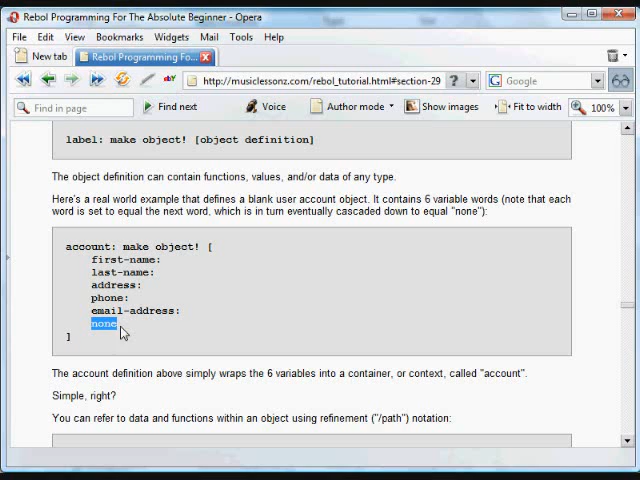 Rebol Programming For The Absolute Beginner - Opera
File Edit View Bookmarks Widgets Mail Tools Help
New tab Rebol Programming Fo...
http://musiclessonz.com/rebol_tutorial.html#section-29 ? Google
Find in page Find next Voice Author mode Show images Fit to width 100%
label: make object! [object definition]
The object definition can contain functions, values, and/or data of any type.
Here's a real world example that defines a blank user account object. It contains 6 variable words (note that each
word is set to equal the next word, which is in turn eventually cascaded down to equal "none"):
account: make object! [
first-name:
last-name:
address:
phone:
email-address:
none
]
The account definition above simply wraps the 6 variables into a container, or context, called "account".
Simple, right?
You can refer to data and functions within an object using refinement ("/path") notation: